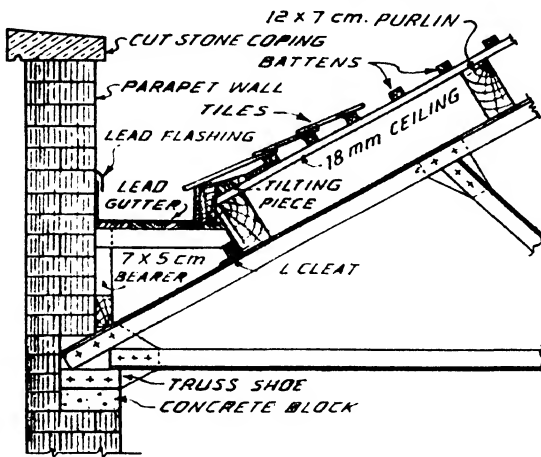 12 x 7 cm. PURLIN
CUT STONE COPING
BATTENS
PARAPET WALL
TILES
LEAD FLASHING
18 mm CEILING
LEAD
GUTTER
TILTING
PIECE
7 x 5 cm
BEARER
L CLEAT
TRUSS SHOE
CONCRETE BLOCK